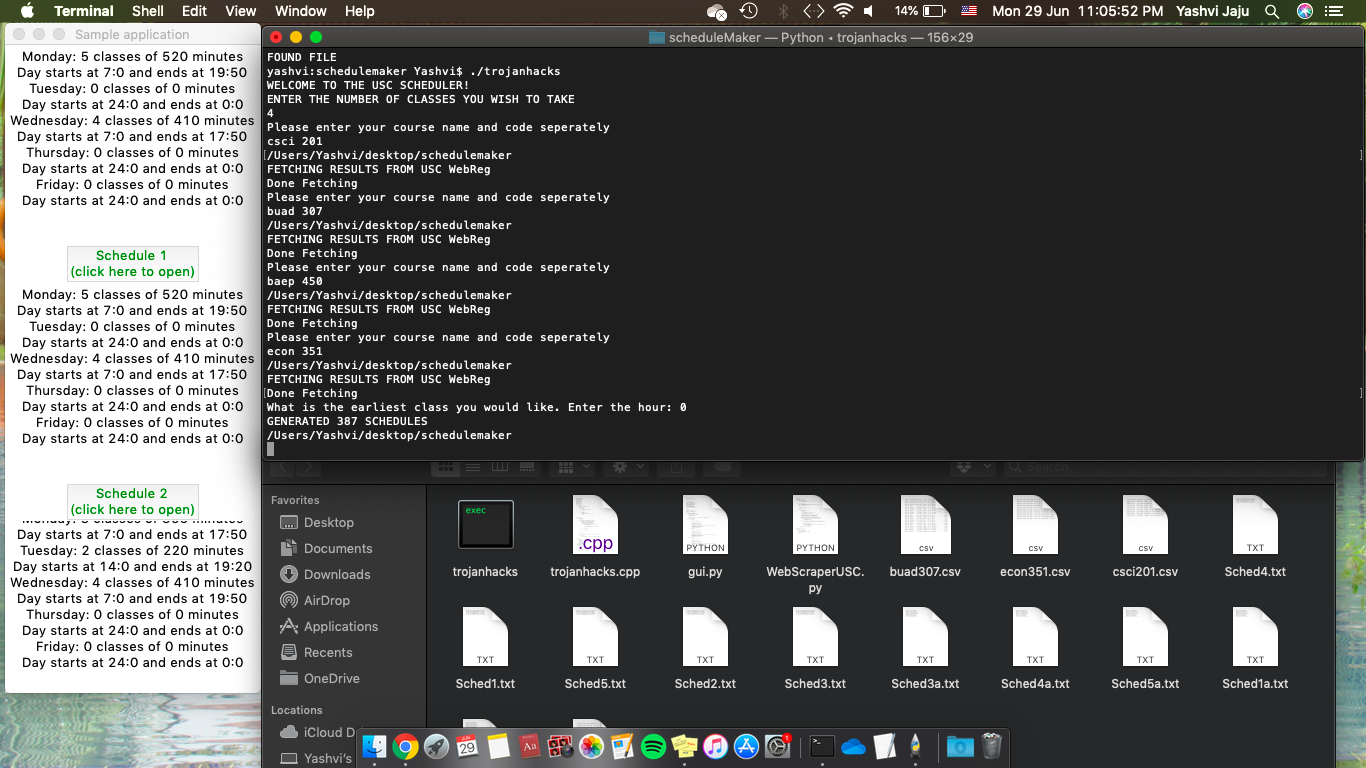 Terminal Shell Edit View Window Help 14% Mon 29 Jun 11:05:52 PM Yashvi Jaju
Sample application
Monday: 5 classes of 520 minutes
Day starts at 7:0 and ends at 19:50
Tuesday: 0 classes of 0 minutes
Day starts at 24:0 and ends at 0:0
Wednesday: 4 classes of 410 minutes
Day starts at 7:0 and ends at 17:50
Thursday: 0 classes of 0 minutes
Day starts at 24:0 and ends at 0:0
Friday: 0 classes of 0 minutes
Day starts at 24:0 and ends at 0:0
Schedule 1
(click here to open)
Monday: 5 classes of 520 minutes
Day starts at 7:0 and ends at 19:50
Tuesday: 0 classes of 0 minutes
Day starts at 24:0 and ends at 0:0
Wednesday: 4 classes of 410 minutes
Day starts at 7:0 and ends at 17:50
Thursday: 0 classes of 0 minutes
Day starts at 24:0 and ends at 0:0
Friday: 0 classes of 0 minutes
Day starts at 24:0 and ends at 0:0
Schedule 2
(click here to open)
Day starts at 7:0 and ends at 17:50
Tuesday: 2 classes of 220 minutes
Day starts at 14:0 and ends at 19:20
Wednesday: 4 classes of 410 minutes
Day starts at 7:0 and ends at 19:50
Thursday: 0 classes of 0 minutes
Day starts at 24:0 and ends at 0:0
Friday: 0 classes of 0 minutes
Day starts at 24:0 and ends at 0:0
scheduleMaker — Python • trojanhacks — 156×29
FOUND FILE
yashvi:schedulemaker Yashvi$ ./trojanhacks
WELCOME TO THE USC SCHEDULER!
ENTER THE NUMBER OF CLASSES YOU WISH TO TAKE
4
Please enter your course name and code seperately
csci 201
/Users/Yashvi/desktop/schedulemaker
FETCHING RESULTS FROM USC WebReg
Done Fetching
Please enter your course name and code seperately
buad 307
/Users/Yashvi/desktop/schedulemaker
FETCHING RESULTS FROM USC WebReg
Done Fetching
Please enter your course name and code seperately
baep 450
/Users/Yashvi/desktop/schedulemaker
FETCHING RESULTS FROM USC WebReg
Done Fetching
Please enter your course name and code seperately
econ 351
/Users/Yashvi/desktop/schedulemaker
FETCHING RESULTS FROM USC WebReg
Done Fetching
What is the earliest class you would like. Enter the hour: 0
GENERATED 387 SCHEDULES
/Users/Yashvi/desktop/schedulemaker
Search
Favorites
Desktop
Documents
Downloads
AirDrop
Applications
Recents
OneDrive
Locations
iCloud D
Yashvi's
exec
.cpp
PYTHON
PYTHON
csv
csv
csv
TXT
trojanhacks
trojanhacks.cpp
gui.py
WebScraperUSC.
py
buad307.csv
econ351.csv
csci201.csv
Sched4.txt
TXT
TXT
TXT
TXT
TXT
TXT
TXT
TXT
Sched1.txt
Sched5.txt
Sched2.txt
Sched3.txt
Sched3a.txt
Sched4a.txt
Sched5a.txt
Sched1a.txt
JUN
29
Aa
1